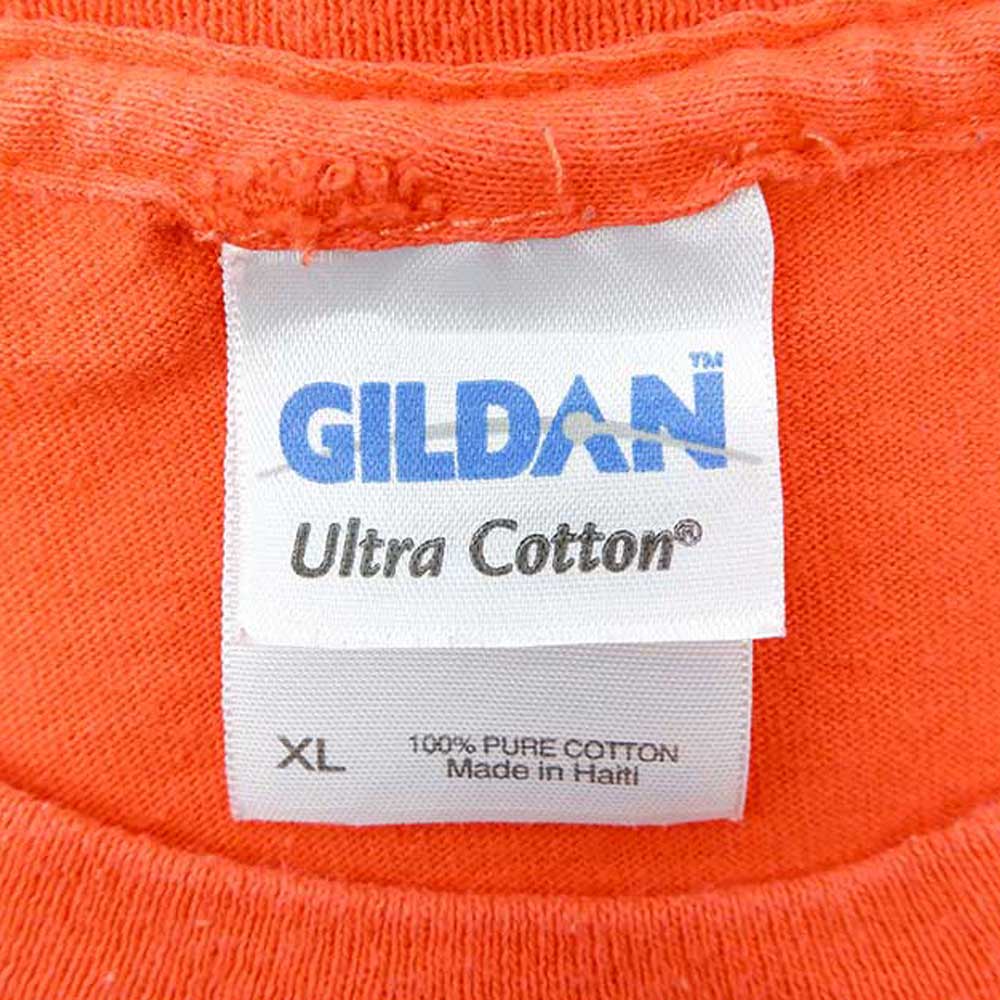 GILDAN™
Ultra Cotton®
XL
100% PURE COTTON
Made in Haiti